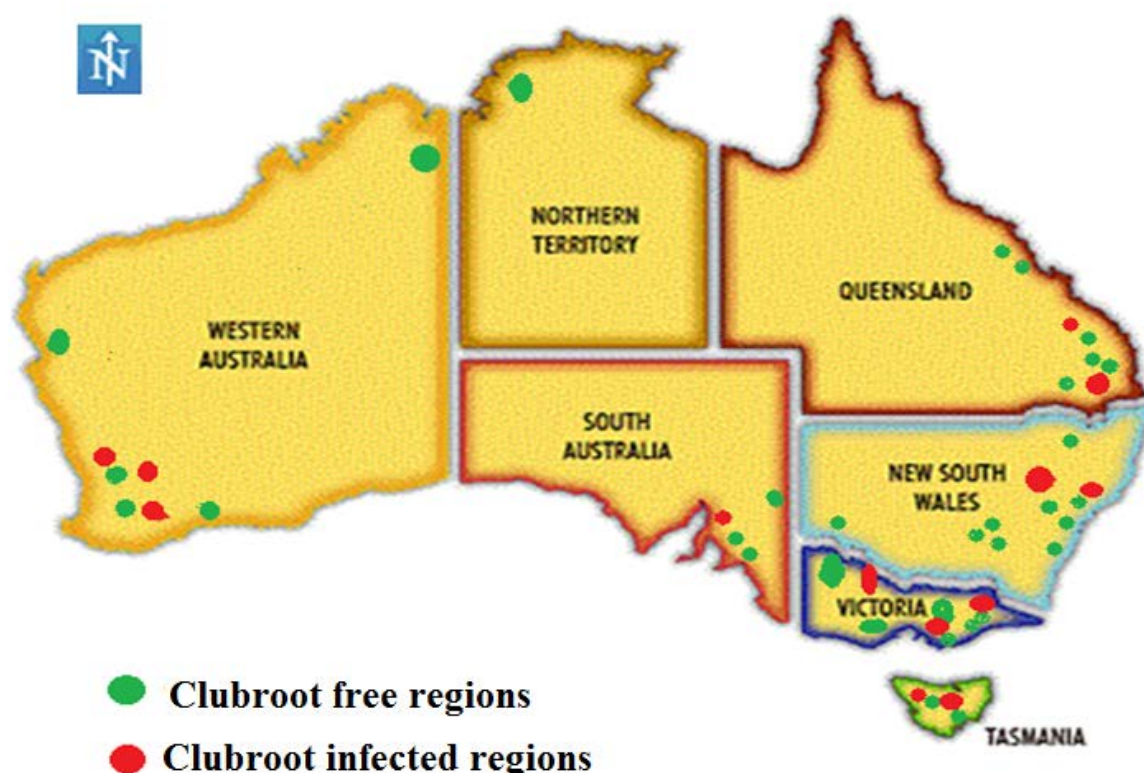 N
NORTHERN
TERRITORY
QUEENSLAND
WESTERN
AUSTRALIA
SOUTH
AUSTRALIA
NEW SOUTH
WALES
VICTORIA
Clubroot free regions
Clubroot infected regions
TASMANIA